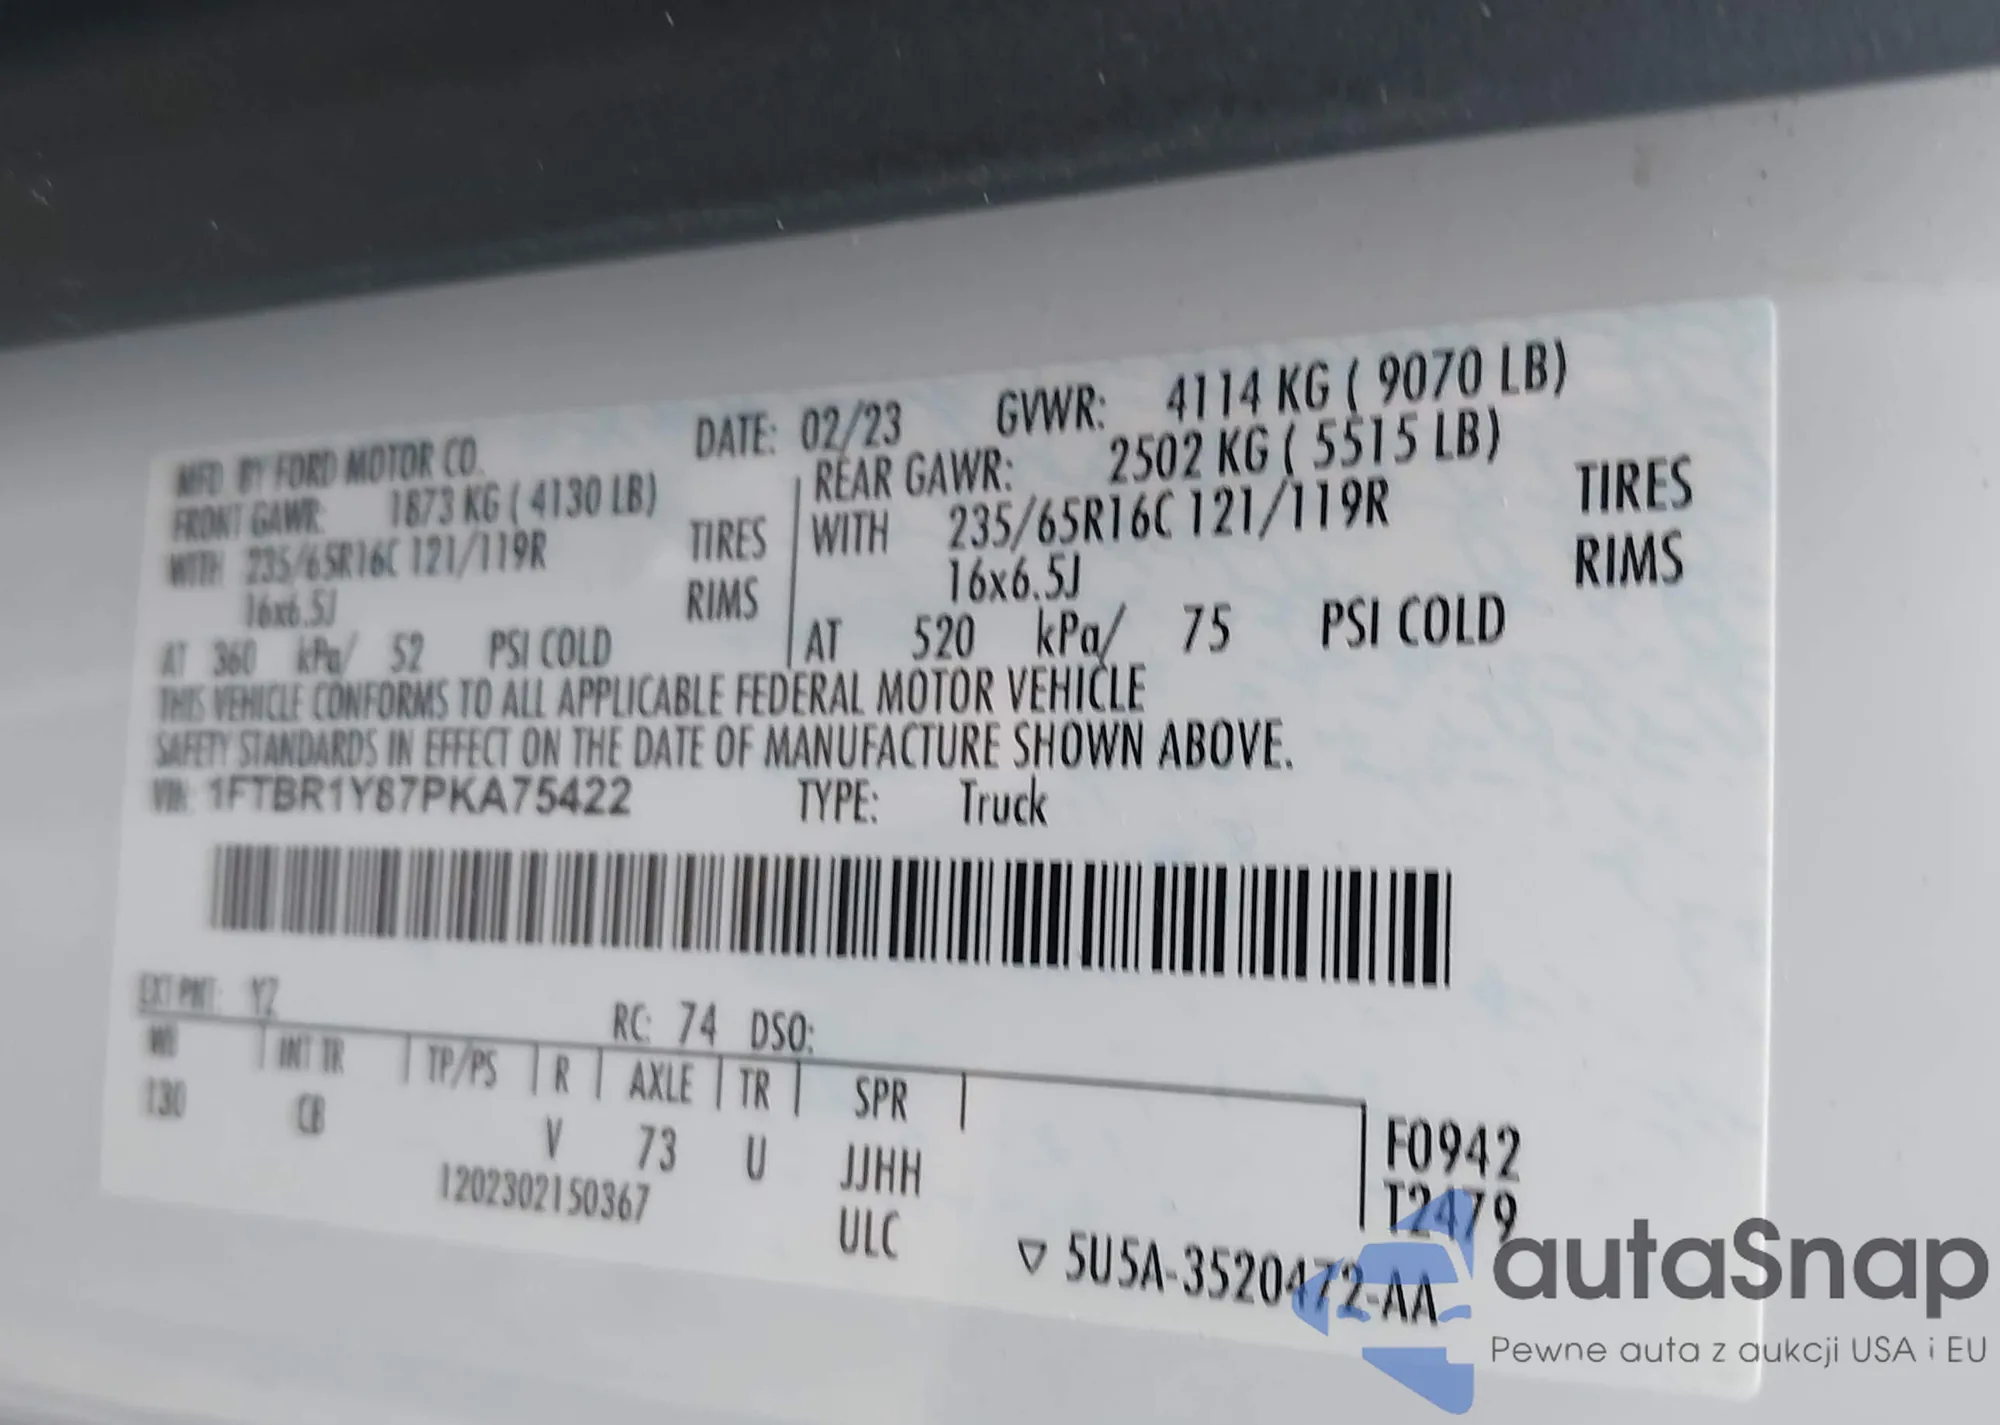 MFD. BY FORD MOTOR CO. DATE: 02/23 GVWR: 4114 KG ( 9070 LB)
FRONT GAWR: 1873 KG ( 4130 LB) REAR GAWR: 2502 KG ( 5515 LB)
WITH 235/65R16C 121/119R TIRES WITH 235/65R16C 121/119R TIRES
16x6.5J RIMS 16x6.5J RIMS
AT 360 kPa/ 52 PSI COLD AT 520 kPa/ 75 PSI COLD
THIS VEHICLE CONFORMS TO ALL APPLICABLE FEDERAL MOTOR VEHICLE
SAFETY STANDARDS IN EFFECT ON THE DATE OF MANUFACTURE SHOWN ABOVE.
VIN: 1FTBR1Y87PKA75422 TYPE: Truck
EXT PNT: YZ RC: 74 DSO:
WB INT TR TP/PS R AXLE TR SPR
130 CB V 73 U JJHH
1202302150367 ULC
F0942
T2479
▽ 5U5A-3520472-AA
autaSnap
Pewne auta z aukcji USA i EU